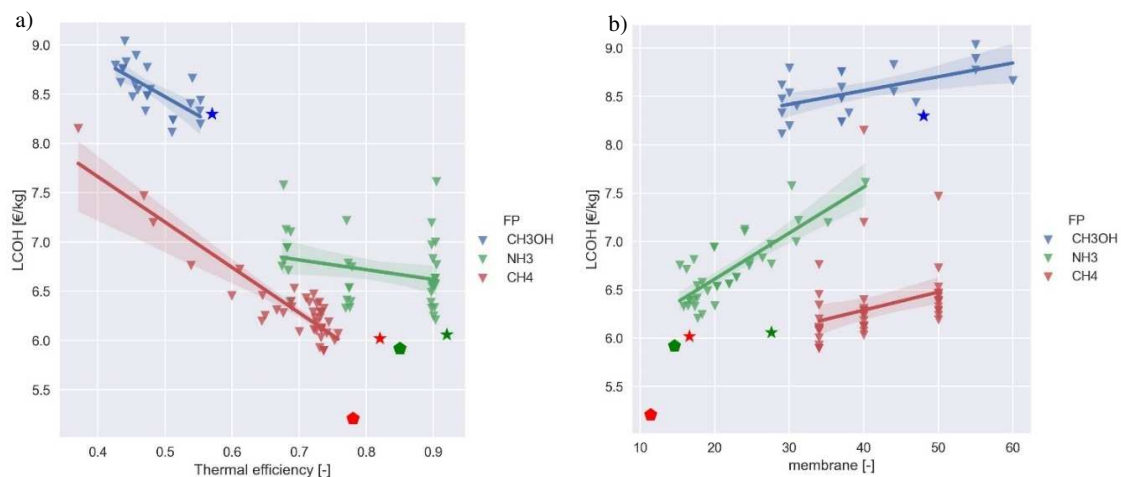 a)
LCOH [€/kg]
9.0
8.5
8.0
7.5
7.0
6.5
6.0
5.5
0.4 0.5 0.6 0.7 0.8 0.9
Thermal efficiency [-]
FP
CH3OH
NH3
CH4
b)
LCOH [€/kg]
9.0
8.5
8.0
7.5
7.0
6.5
6.0
5.5
10 20 30 40 50 60
membrane [-]
FP
CH3OH
NH3
CH4